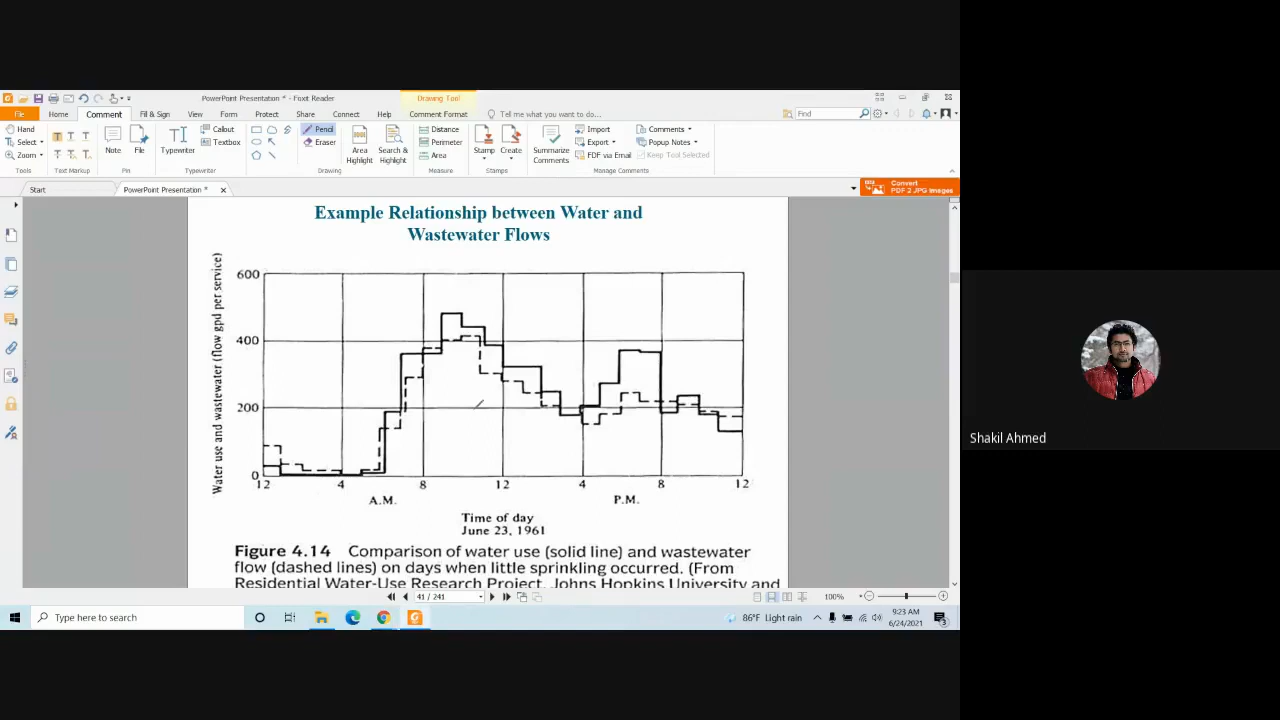 PowerPoint Presentation * - Foxit Reader
Drawing Tool
File
Home
Comment
Fill & Sign
View
Form
Protect
Share
Connect
Help
Comment Format
Tell me what you want to do...
Find
Hand
Select
Zoom
Tools
Text Markup
Note
File
Pin
Typewriter
Callout
Textbox
Typewriter
Pencil
Eraser
Drawing
Area Highlight
Search & Highlight
Distance
Perimeter
Area
Measure
Stamp
Create
Stamps
Summarize Comments
Import
Export
FDF via Email
Comments
Popup Notes
Keep Tool Selected
Manage Comments
Start
PowerPoint Presentation *
Convert
PDF 2 JPG Images
Example Relationship between Water and
Wastewater Flows
Water use and wastewater (flow gpd per service)
600
400
200
0
12 4 8 12 4 8 12
A.M. P.M.
Time of day
June 23, 1961
Figure 4.14 Comparison of water use (solid line) and wastewater
flow (dashed lines) on days when little sprinkling occurred. (From
Residential Water-Use Research Project, Johns Hopkins University and
41 / 241
100%
Type here to search
86°F Light rain
9:23 AM
6/24/2021
3
Shakil Ahmed